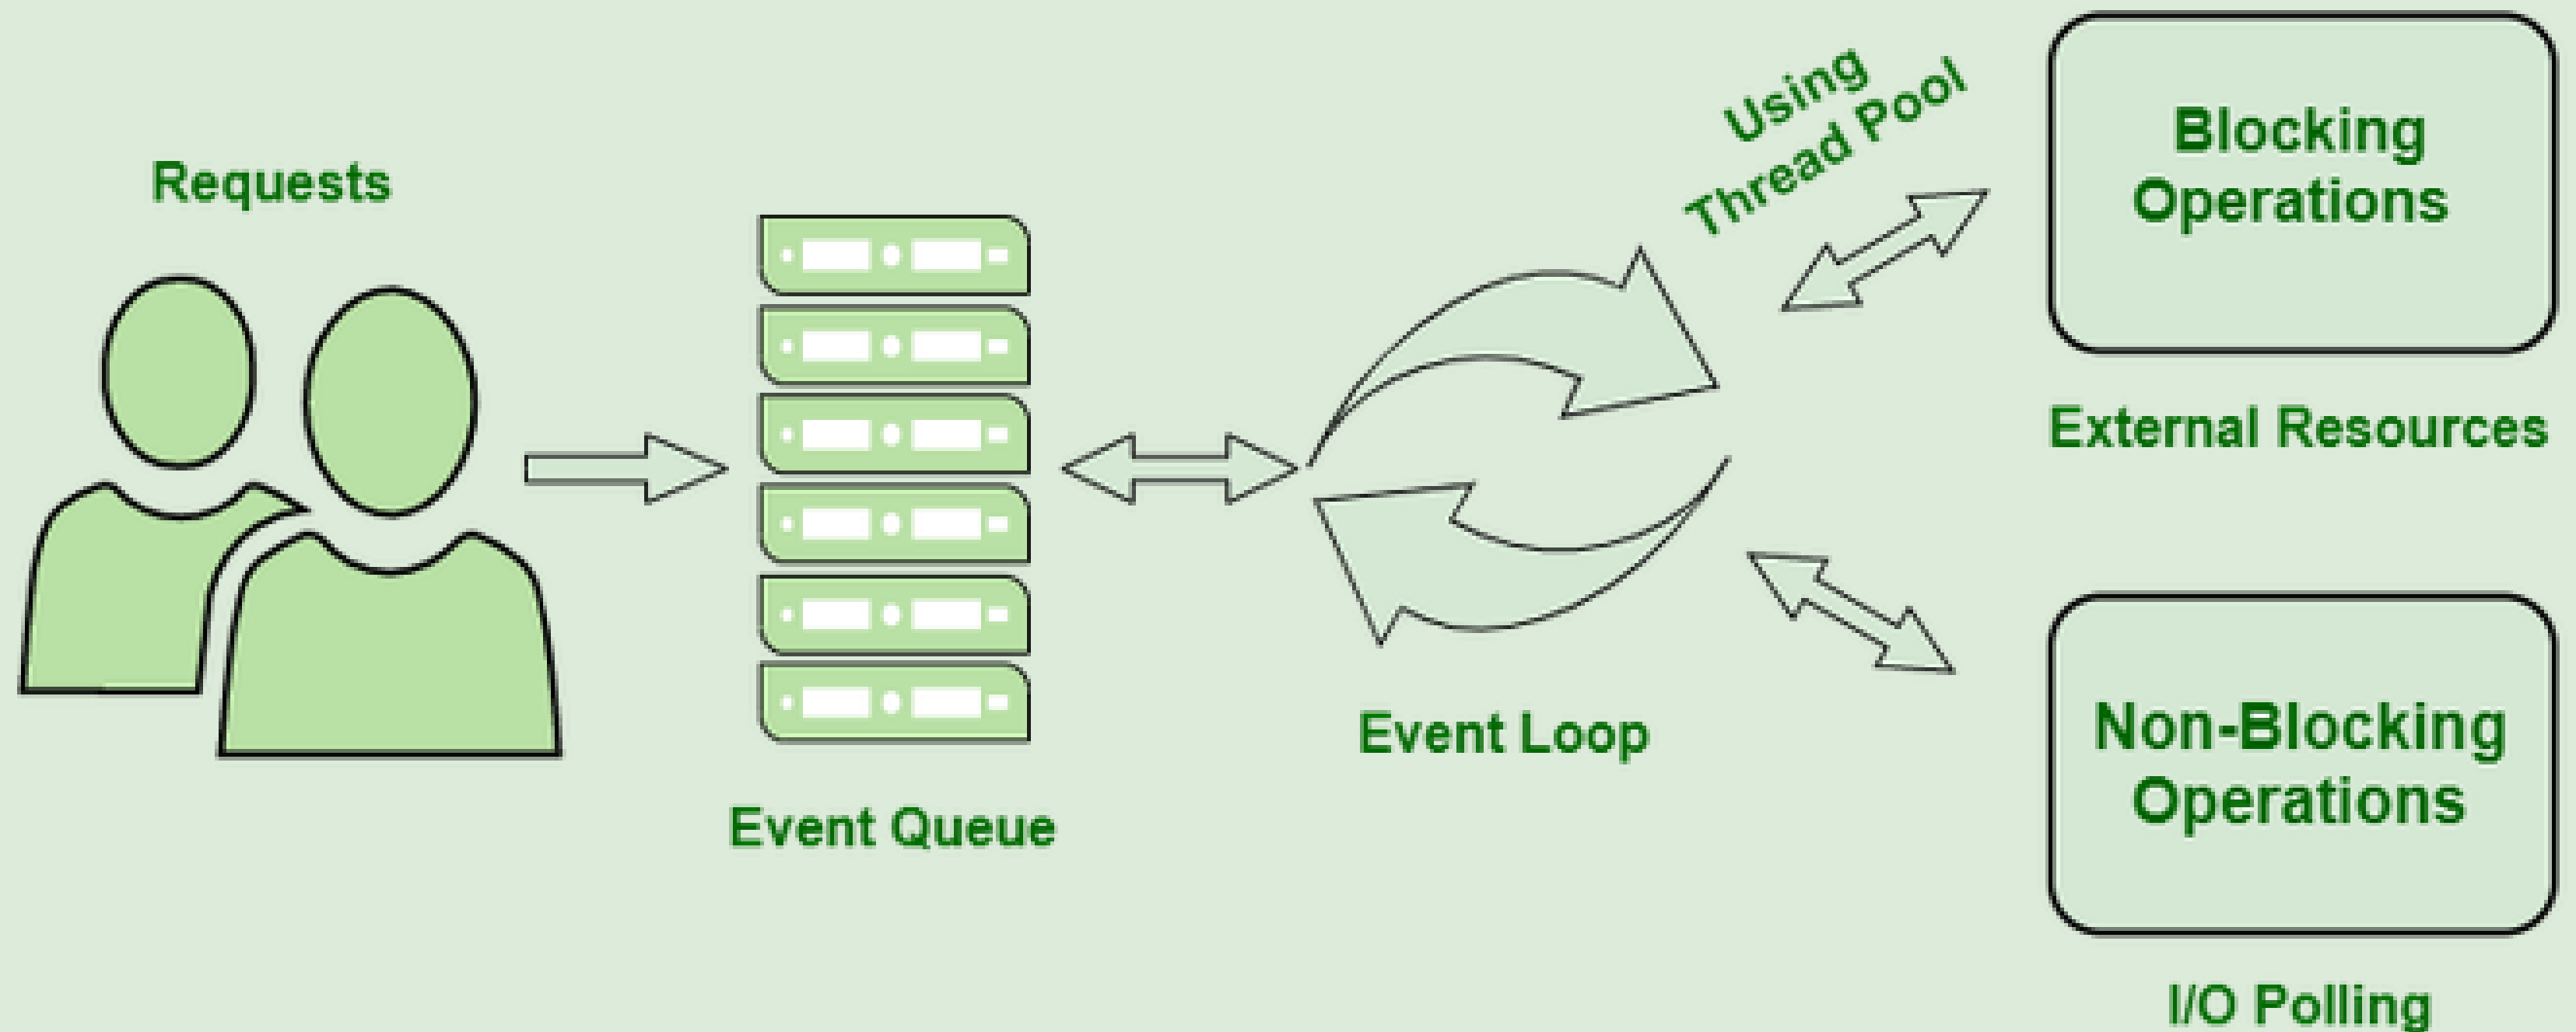 Requests
Event Queue
Event Loop
Using
Thread Pool
Blocking
Operations
External Resources
Non-Blocking
Operations
I/O Polling